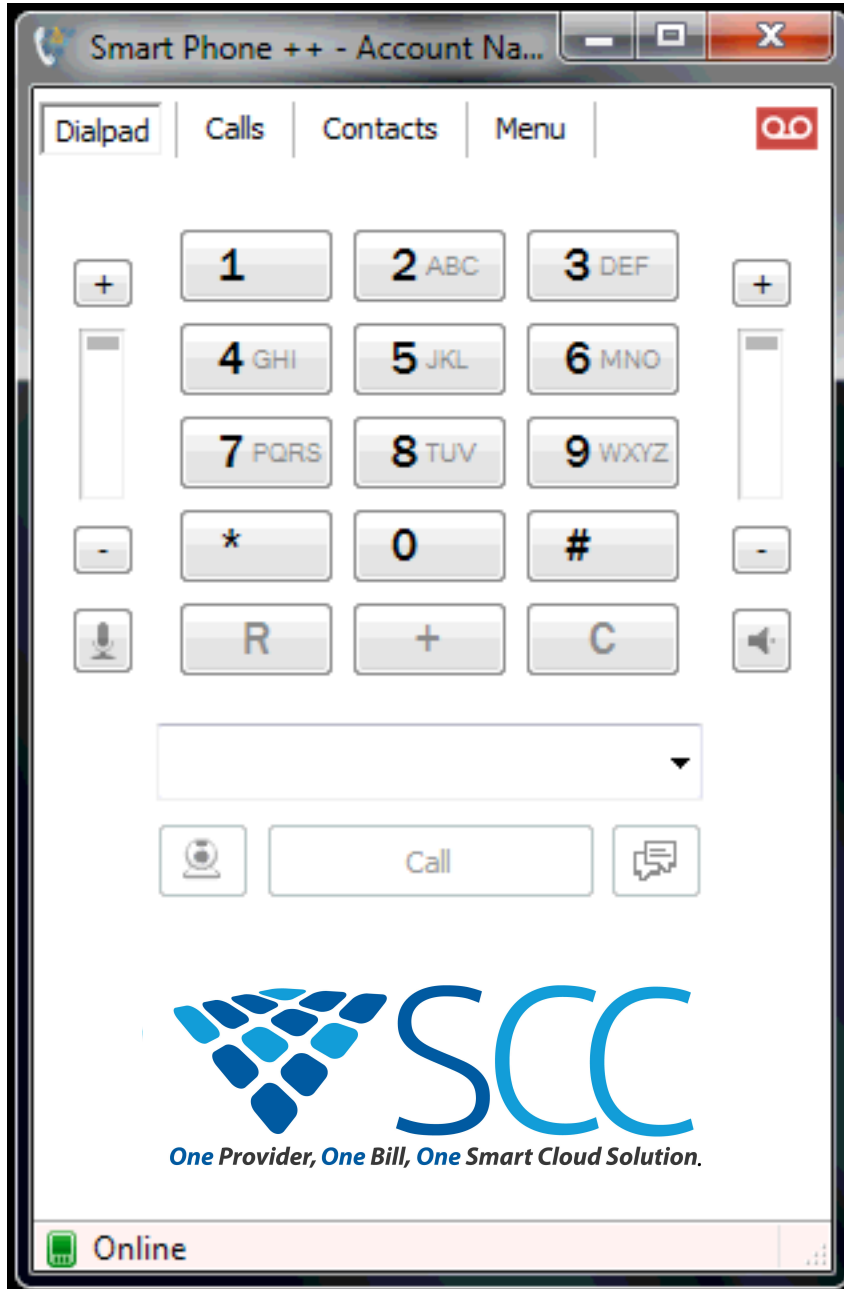 Smart Phone ++ - Account Na...
Dialpad Calls Contacts Menu
+ 1 2 ABC 3 DEF +
4 GHI 5 JKL 6 MNO
7 PQRS 8 TUV 9 WXYZ
- * 0 # -
R + C
Call
SCC
One Provider, One Bill, One Smart Cloud Solution.
Online